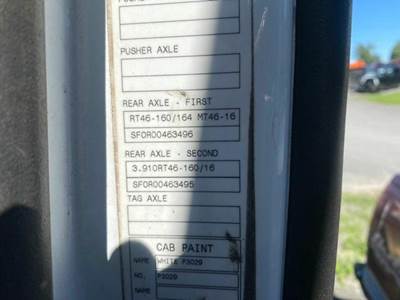 PUSHER AXLE
REAR AXLE - FIRST
RT46-160/164 MT46-16
SFOR00463496
REAR AXLE - SECOND
3.910RT46-160/16
SFOR00463495
TAG AXLE
CAB PAINT
NAME WHITE P3029
NO. P3029
NAME
NO.